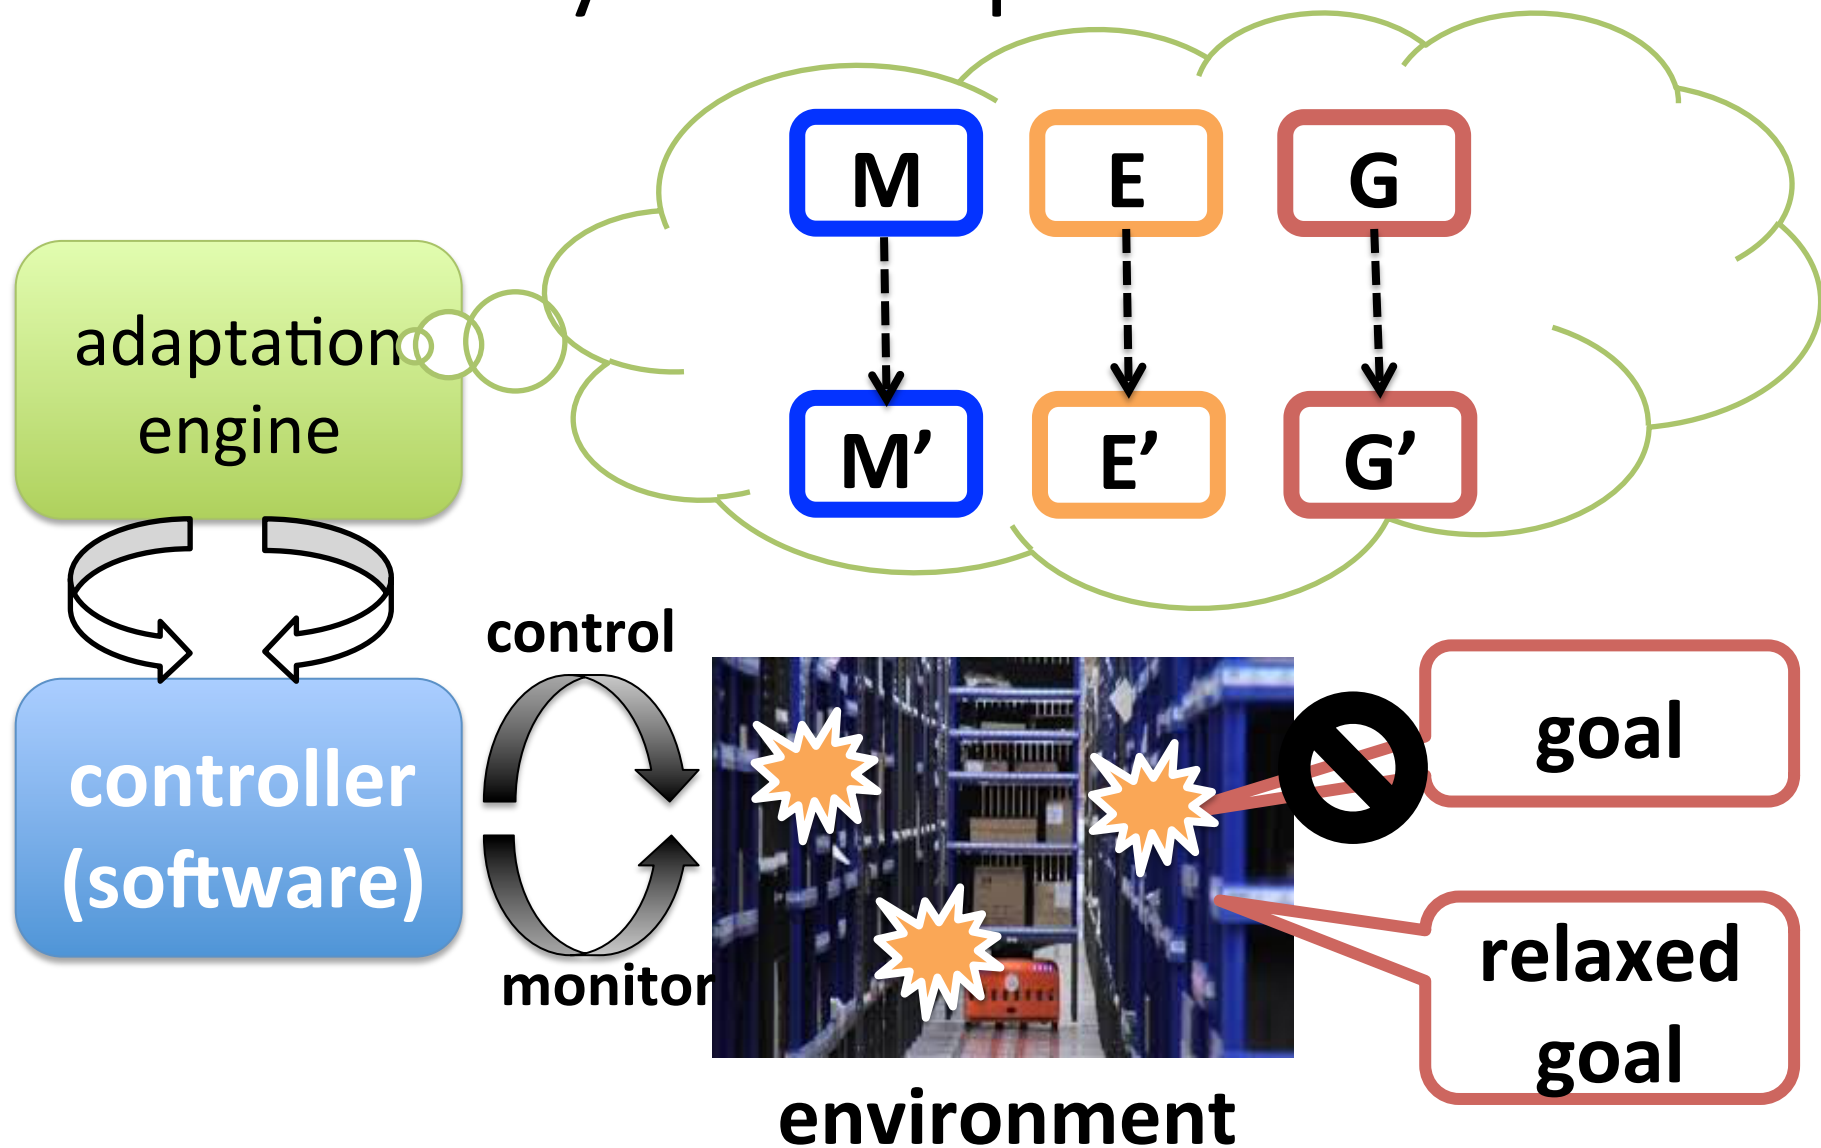 M E G
adaptation
engine
M’ E’ G’
control
goal
controller
(software)
relaxed
goal
monitor
environment